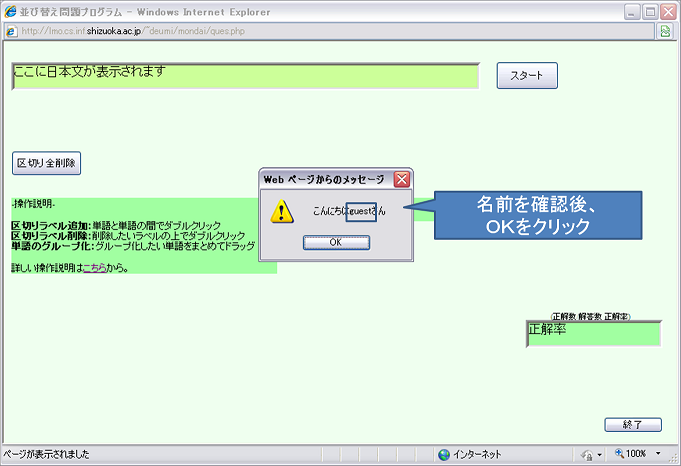 並び替え問題プログラム - Windows Internet Explorer
http://lmo.cs.inf.shizuoka.ac.jp/~deumi/mondai/ques.php
ここに日本文が表示されます
スタート
区切り全削除
-操作説明-
区切りラベル追加:単語と単語の間でダブルクリック
区切りラベル削除:削除したいラベルの上でダブルクリック
単語のグループ化:グループ化したい単語をまとめてドラッグ
詳しい操作説明はこちらから。
Web ページからのメッセージ
こんにちはguestさん
OK
名前を確認後、
OKをクリック
(正解数 解答数 正解率)
正解率
終了
ページが表示されました
インターネット
100%